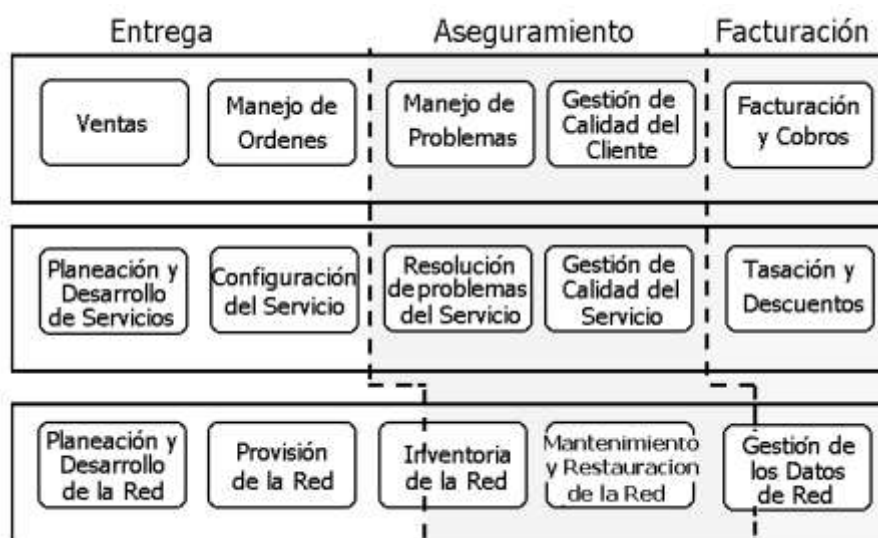 Entrega
Aseguramiento
Facturación
Ventas
Manejo de
Ordenes
Manejo de
Problemas
Gestión de
Calidad del
Cliente
Facturación
y Cobros
Planeación y
Desarrollo
de Servicios
Configuración
del Servicio
Resolución
de problemas
del Servicio
Gestión de
Calidad del
Servicio
Tasación y
Descuentos
Planeación y
Desarrollo
de la Red
Provisión
de la Red
Inventoria
de la Red
Mantenimiento
y Restauracion
de la Red
Gestión de
los Datos
de Red